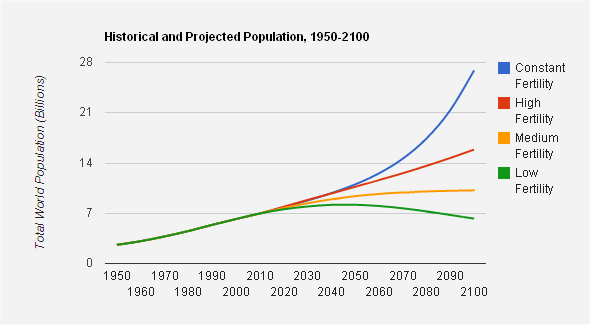 Historical and Projected Population, 1950-2100
Total World Population (Billions)
28
21
14
7
0
1950 1970 1990 2010 2030 2050 2070 2090
1960 1980 2000 2020 2040 2060 2080 2100
Constant
Fertility
High
Fertility
Medium
Fertility
Low
Fertility